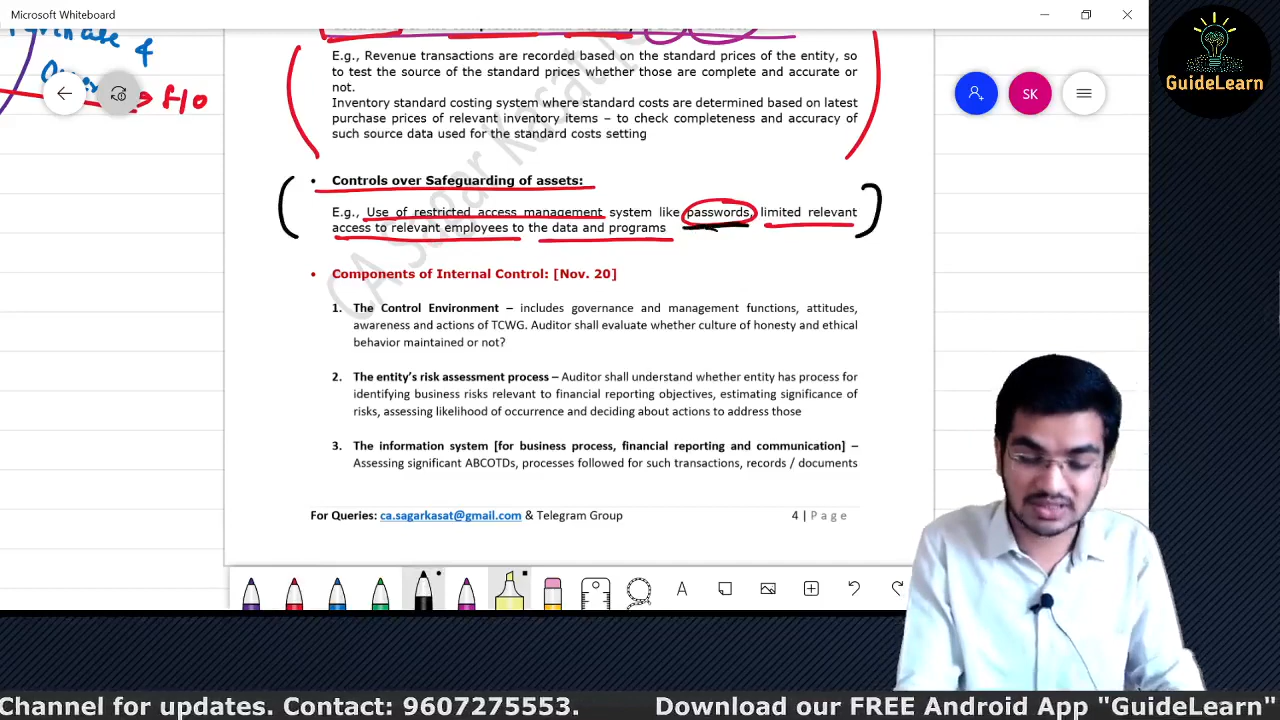 Microsoft Whiteboard
E.g., Revenue transactions are recorded based on the standard prices of the entity, so
to test the source of the standard prices whether those are complete and accurate or
not.
Inventory standard costing system where standard costs are determined based on latest
purchase prices of relevant inventory items – to check completeness and accuracy of
such source data used for the standard costs setting
• Controls over Safeguarding of assets:
E.g., Use of restricted access management system like passwords, limited relevant
access to relevant employees to the data and programs
• Components of Internal Control: [Nov. 20]
1. The Control Environment – includes governance and management functions, attitudes,
awareness and actions of TCWG. Auditor shall evaluate whether culture of honesty and ethical
behavior maintained or not?
2. The entity's risk assessment process – Auditor shall understand whether entity has process for
identifying business risks relevant to financial reporting objectives, estimating significance of
risks, assessing likelihood of occurrence and deciding about actions to address those
3. The information system [for business process, financial reporting and communication] –
Assessing significant ABCOTDs, processes followed for such transactions, records / documents
For Queries: ca.sagarkasat@gmail.com & Telegram Group 4 | Page
CA Sagar Kasat
SK
GuideLearn
Channel for updates. Contact: 9607275553. Download our FREE Android App "GuideLearn"